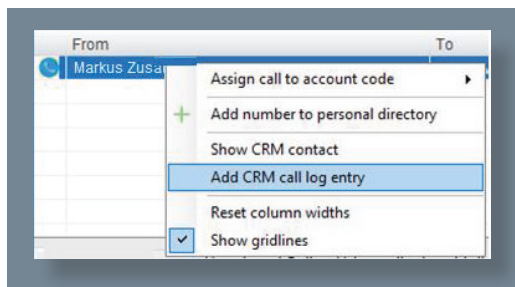 From To
Markus
Assign call to account code
Add number to personal directory
Show CRM contact
Add CRM call log entry
Reset column widths
Show gridlines